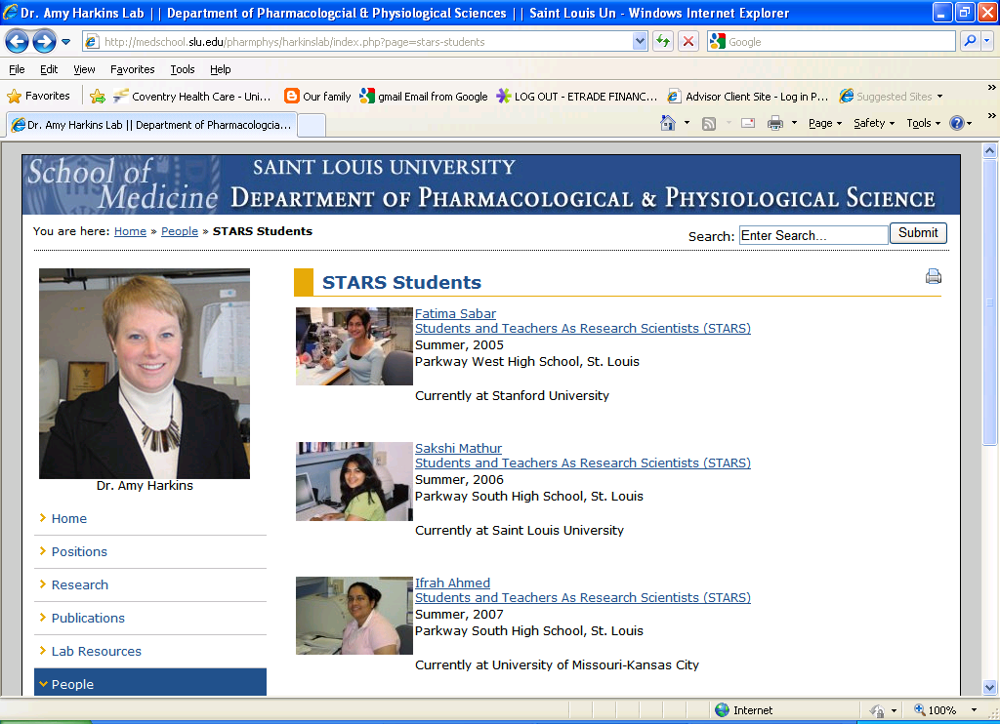 Dr. Amy Harkins Lab || Department of Pharmacologcial & Physiological Sciences || Saint Louis Un - Windows Internet Explorer
http://medschool.slu.edu/pharmphys/harkinslab/index.php?page=stars-students
Google
File Edit View Favorites Tools Help
Favorites Coventry Health Care - Uni... Our family gmail Email from Google LOG OUT - ETRADE FINANC... Advisor Client Site - Log in P... Suggested Sites
Dr. Amy Harkins Lab || Department of Pharmacologcia... Page Safety Tools
School of Medicine
SAINT LOUIS UNIVERSITY
DEPARTMENT OF PHARMACOLOGICAL & PHYSIOLOGICAL SCIENCE
You are here: Home » People » STARS Students
Search: Enter Search... Submit
Dr. Amy Harkins
Home
Positions
Research
Publications
Lab Resources
People
STARS Students
Fatima Sabar
Students and Teachers As Research Scientists (STARS)
Summer, 2005
Parkway West High School, St. Louis
Currently at Stanford University
Sakshi Mathur
Students and Teachers As Research Scientists (STARS)
Summer, 2006
Parkway South High School, St. Louis
Currently at Saint Louis University
Ifrah Ahmed
Students and Teachers As Research Scientists (STARS)
Summer, 2007
Parkway South High School, St. Louis
Currently at University of Missouri-Kansas City
Internet 100%